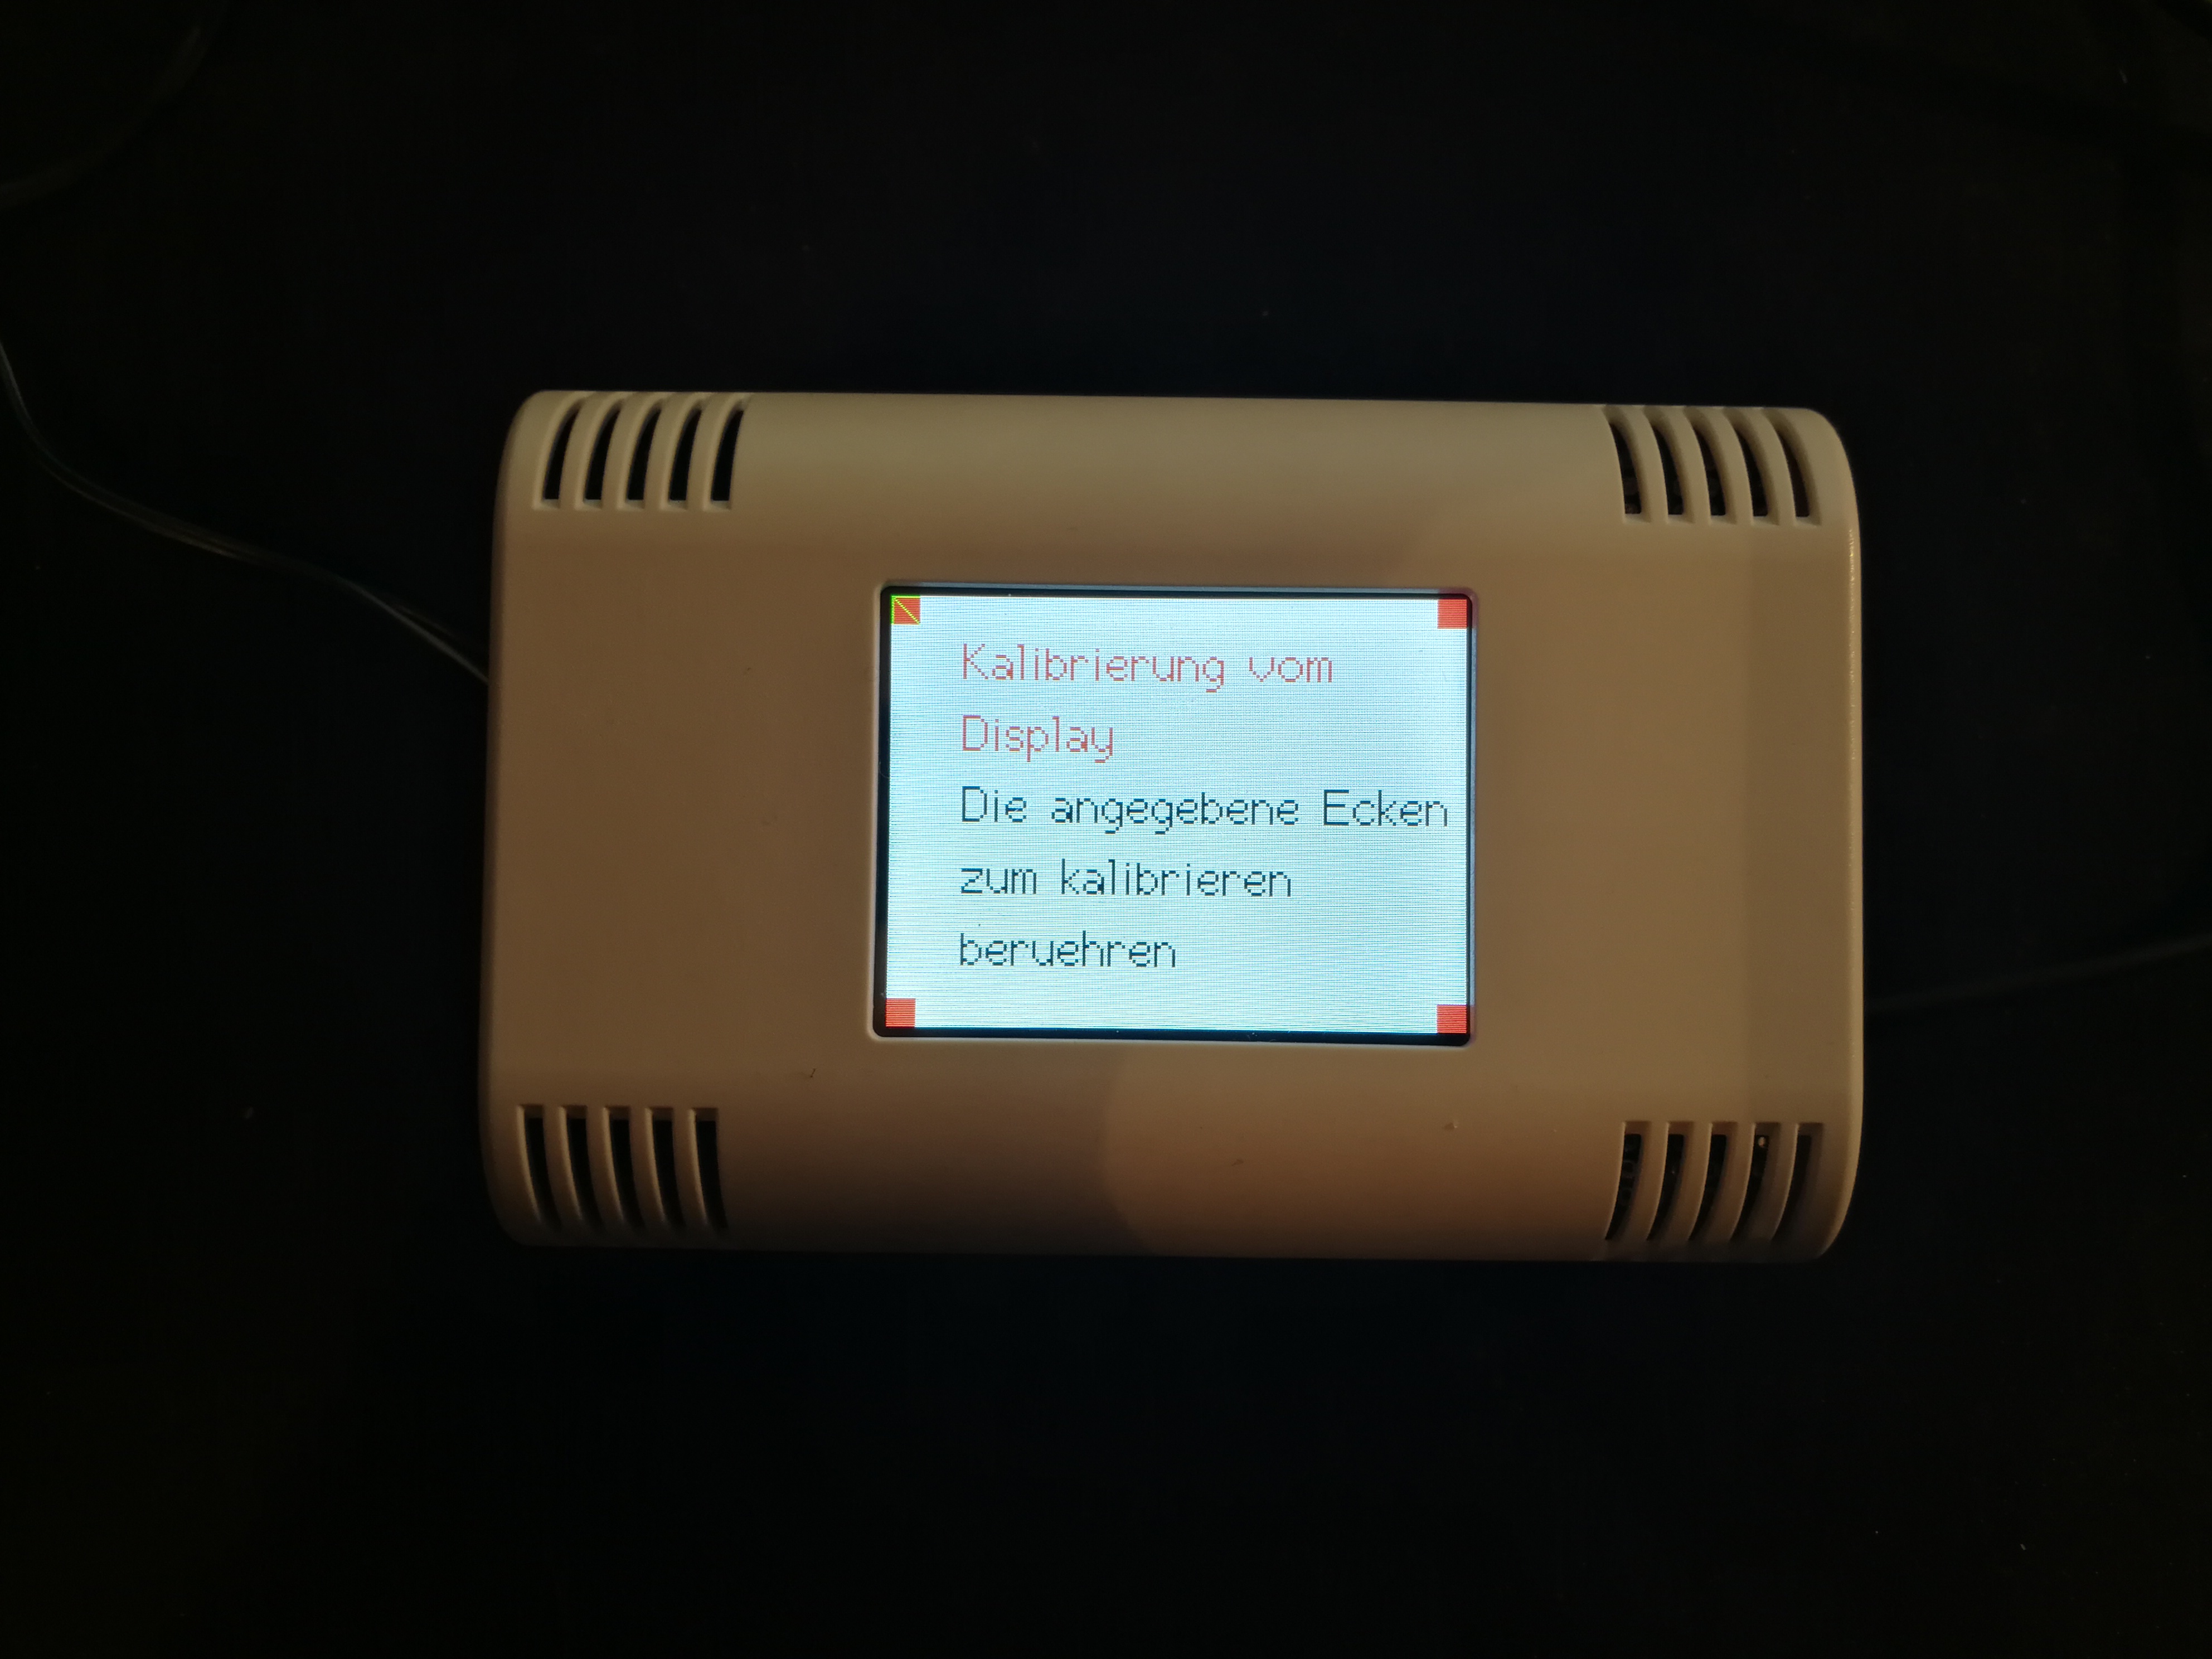 Kalibrierung vom
Display
Die angegebene Ecken
zum kalibrieren
beruehren